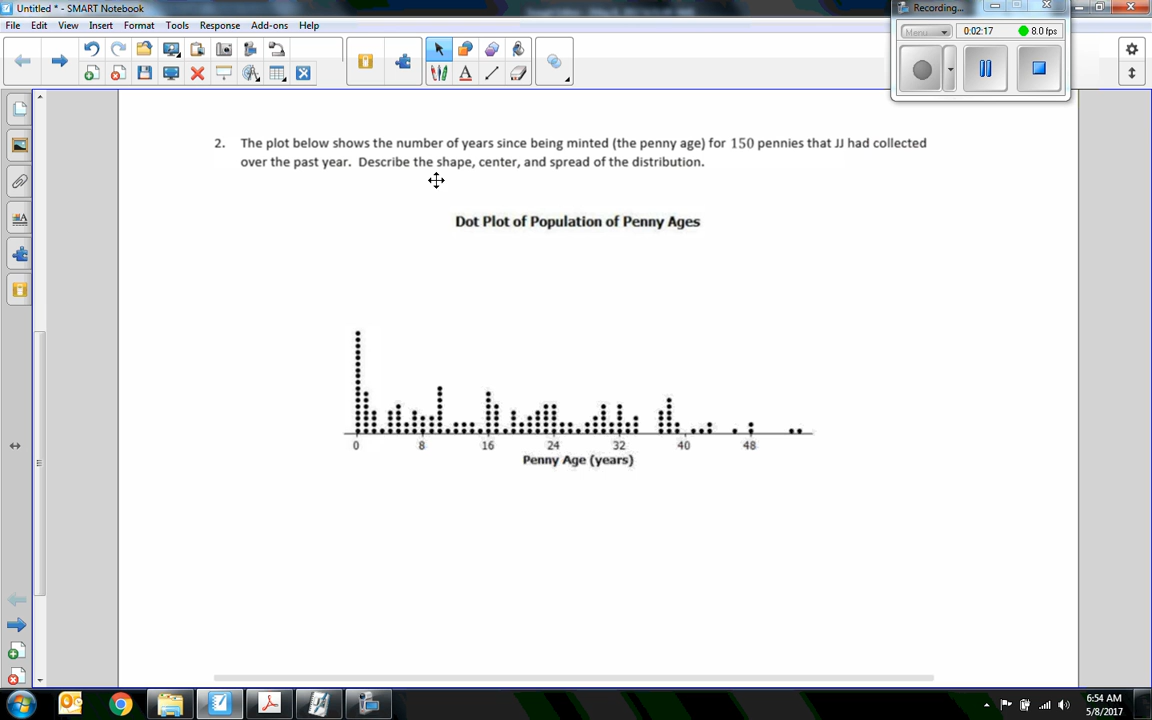 Untitled * - SMART Notebook
Recording...
File Edit View Insert Format Tools Response Add-ons Help
Menu
0:02:17
8.0 fps
2. The plot below shows the number of years since being minted (the penny age) for 150 pennies that JJ had collected
over the past year. Describe the shape, center, and spread of the distribution.
Dot Plot of Population of Penny Ages
0 8 16 24 32 40 48
Penny Age (years)
6:54 AM
5/8/2017